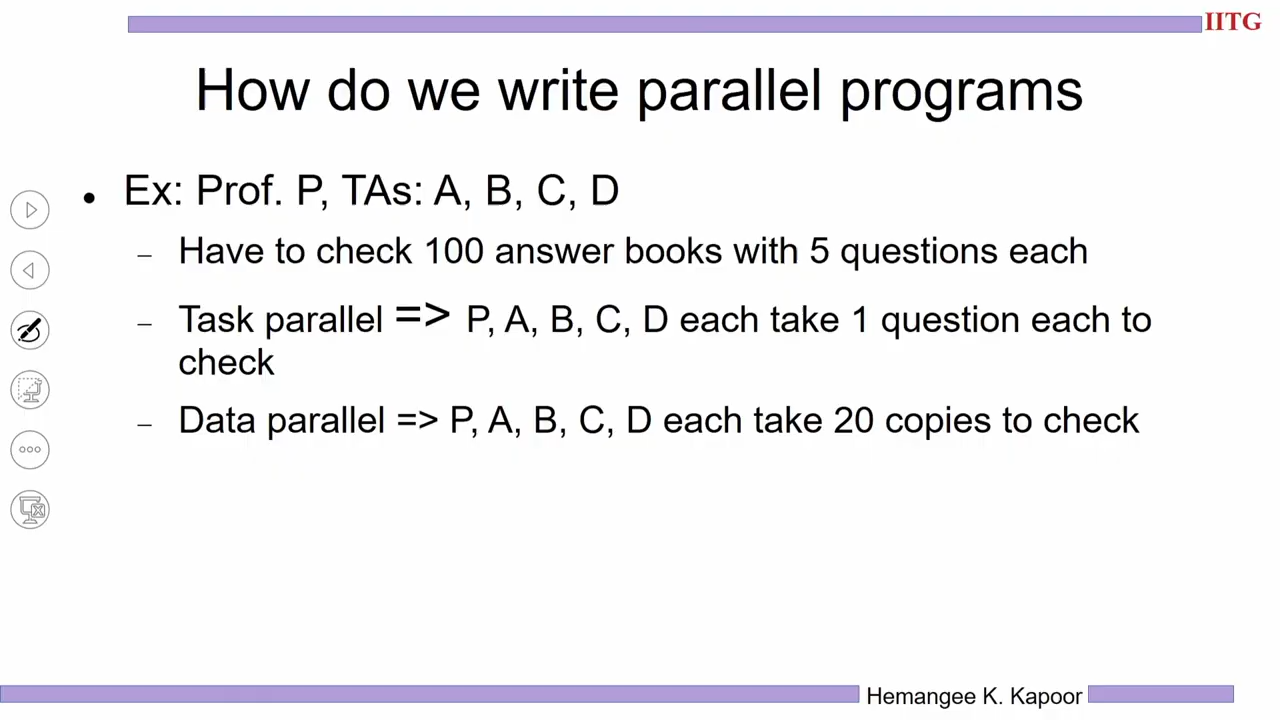 IITG
How do we write parallel programs
• Ex: Prof. P, TAs: A, B, C, D
– Have to check 100 answer books with 5 questions each
– Task parallel => P, A, B, C, D each take 1 question each to
check
– Data parallel => P, A, B, C, D each take 20 copies to check
Hemangee K. Kapoor